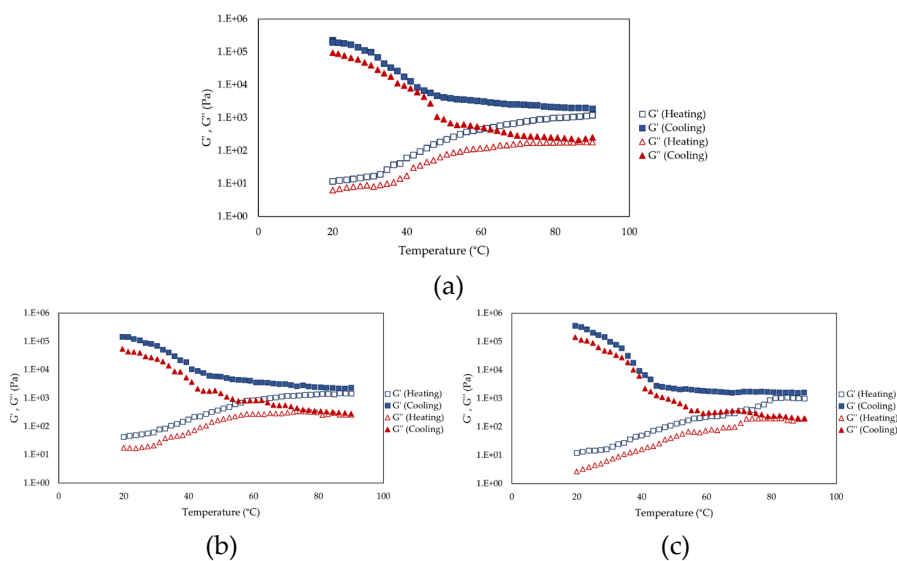 1.E+06
1.E+05
1.E+04
1.E+03
1.E+02
1.E+01
1.E+00
G' , G'' (Pa)
0 20 40 60 80 100
Temperature (°C)
G' (Heating)
G' (Cooling)
G'' (Heating)
G'' (Cooling)
(a)
1.E+06
1.E+05
1.E+04
1.E+03
1.E+02
1.E+01
1.E+00
G' , G'' (Pa)
0 20 40 60 80 100
Temperature (°C)
G' (Heating)
G' (Cooling)
G'' (Heating)
G'' (Cooling)
(b)
1.E+06
1.E+05
1.E+04
1.E+03
1.E+02
1.E+01
1.E+00
G' , G'' (Pa)
0 20 40 60 80 100
Temperature (°C)
G' (Heating)
G' (Cooling)
G'' (Heating)
G'' (Cooling)
(c)